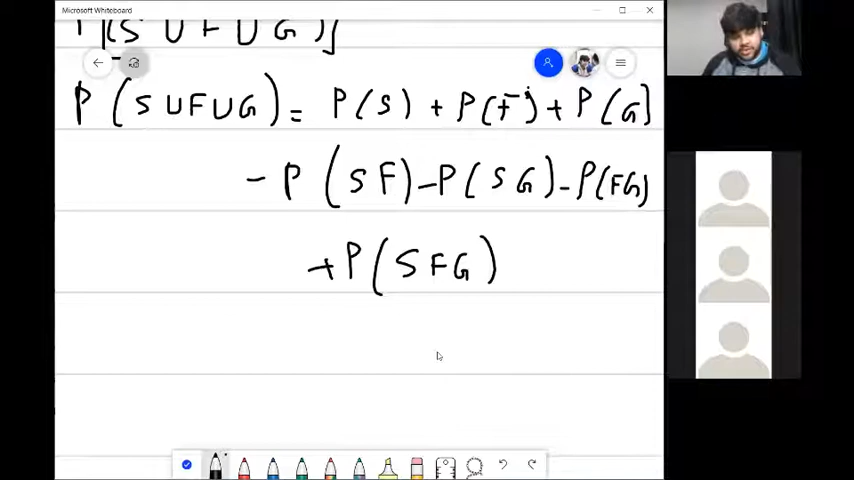 Microsoft Whiteboard
P(S ∪ F ∪ G) = P(S) + P(F) + P(G)
- P(SF) - P(SG) - P(FG)
+ P(SFG)